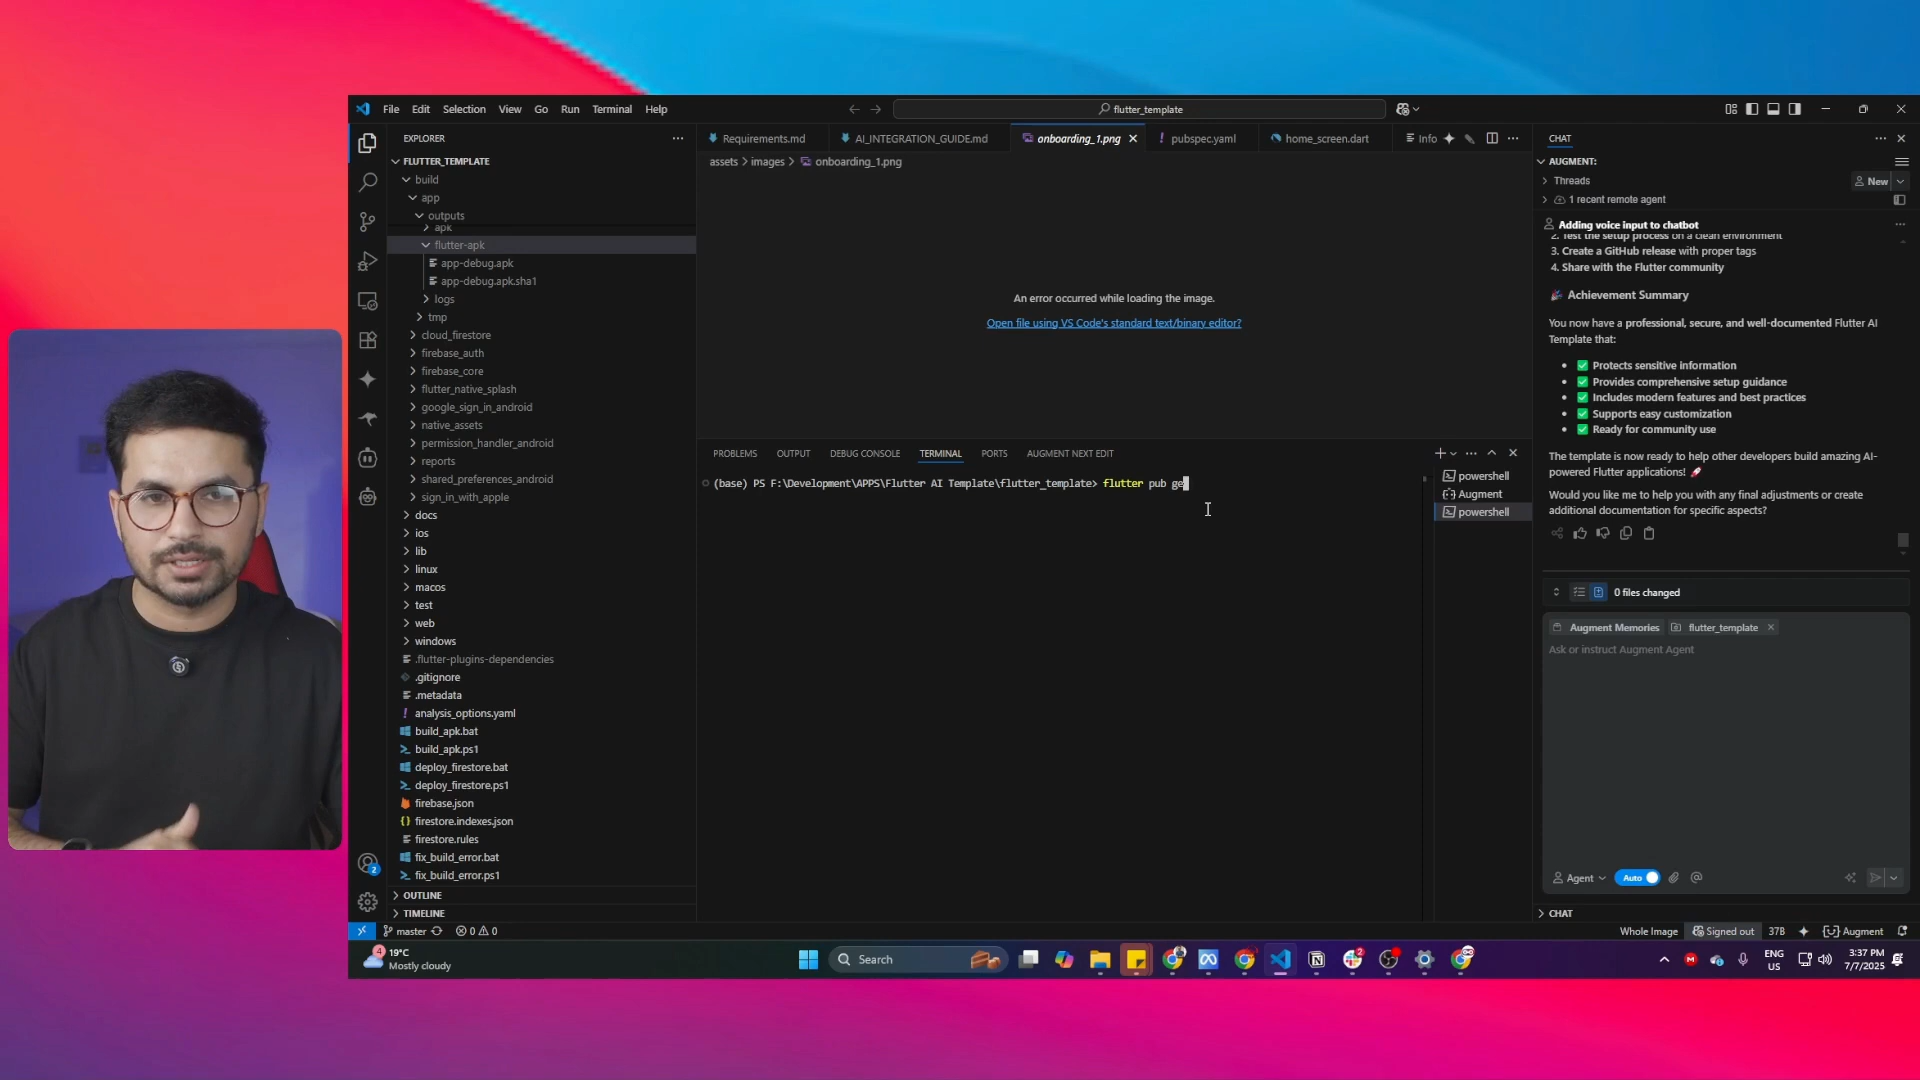 File Edit Selection View Go Run Terminal Help
flutter_template
EXPLORER
FLUTTER_TEMPLATE
build
app
outputs
apk
flutter-apk
app-debug.apk
app-debug.apk.sha1
logs
tmp
cloud_firestore
firebase_auth
firebase_core
flutter_native_splash
google_sign_in_android
native_assets
permission_handler_android
reports
shared_preferences_android
sign_in_with_apple
docs
ios
lib
linux
macos
test
web
windows
.flutter-plugins-dependencies
.gitignore
.metadata
analysis_options.yaml
build_apk.bat
build_apk.ps1
deploy_firestore.bat
deploy_firestore.ps1
firebase.json
firestore.indexes.json
firestore.rules
fix_build_error.bat
fix_build_error.ps1
OUTLINE
TIMELINE
Requirements.md AI_INTEGRATION_GUIDE.md onboarding_1.png pubspec.yaml home_screen.dart Info
assets > images > onboarding_1.png
An error occurred while loading the image.
Open file using VS Code's standard text/binary editor?
PROBLEMS OUTPUT DEBUG CONSOLE TERMINAL PORTS AUGMENT NEXT EDIT
(base) PS F:\Development\APPS\Flutter AI Template\flutter_template> flutter pub ge
powershell
Augment
powershell
CHAT
AUGMENT:
Threads
New
1 recent remote agent
Adding voice input to chatbot
2. Test the setup process on a clean environment
3. Create a GitHub release with proper tags
4. Share with the Flutter community
Achievement Summary
You now have a professional, secure, and well-documented Flutter AI
Template that:
Protects sensitive information
Provides comprehensive setup guidance
Includes modern features and best practices
Supports easy customization
Ready for community use
The template is now ready to help other developers build amazing AI-
powered Flutter applications!
Would you like me to help you with any final adjustments or create
additional documentation for specific aspects?
0 files changed
Augment Memories flutter_template
Ask or instruct Augment Agent
Agent Auto
CHAT
master 0 0
Whole Image Signed out 37B Augment
19°C
Mostly cloudy
Search
ENG
US
3:37 PM
7/7/2025